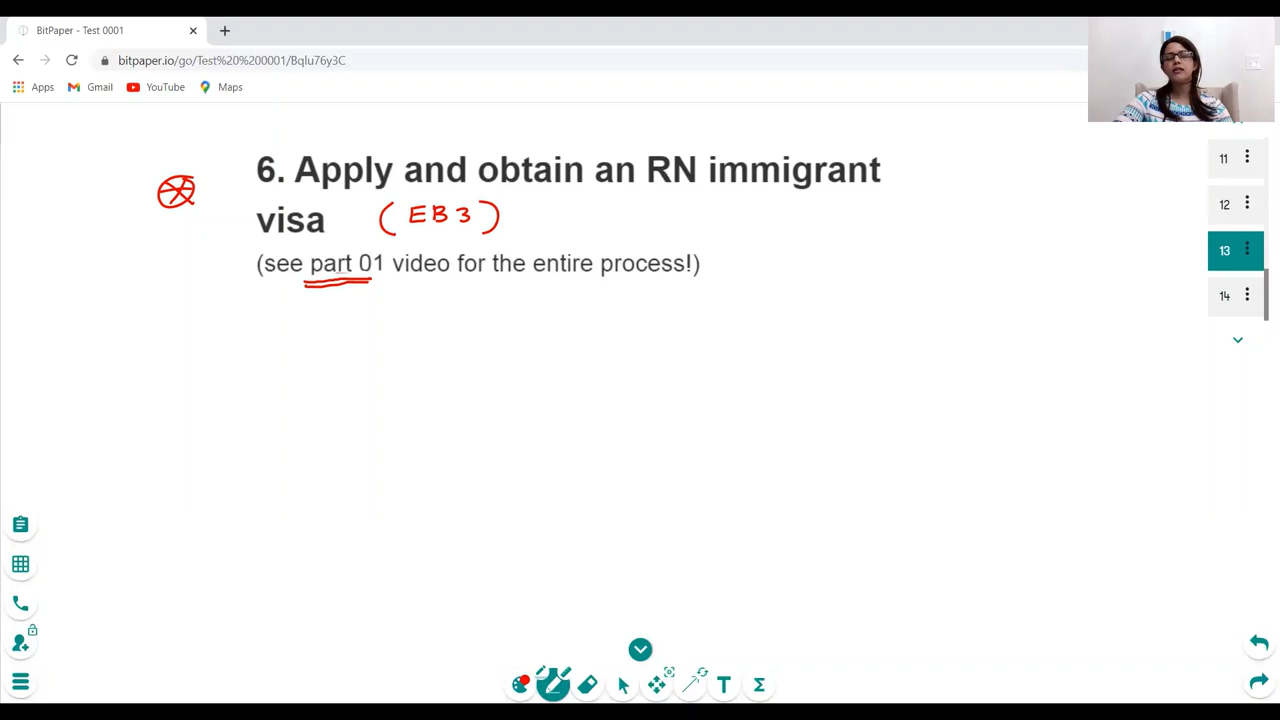 BitPaper - Test 0001
bitpaper.io/go/Test%20%200001/Bqlu76y3C
Apps Gmail YouTube Maps
6. Apply and obtain an RN immigrant
visa (EB3)
(see part 01 video for the entire process!)
11
12
13
14
T Σ